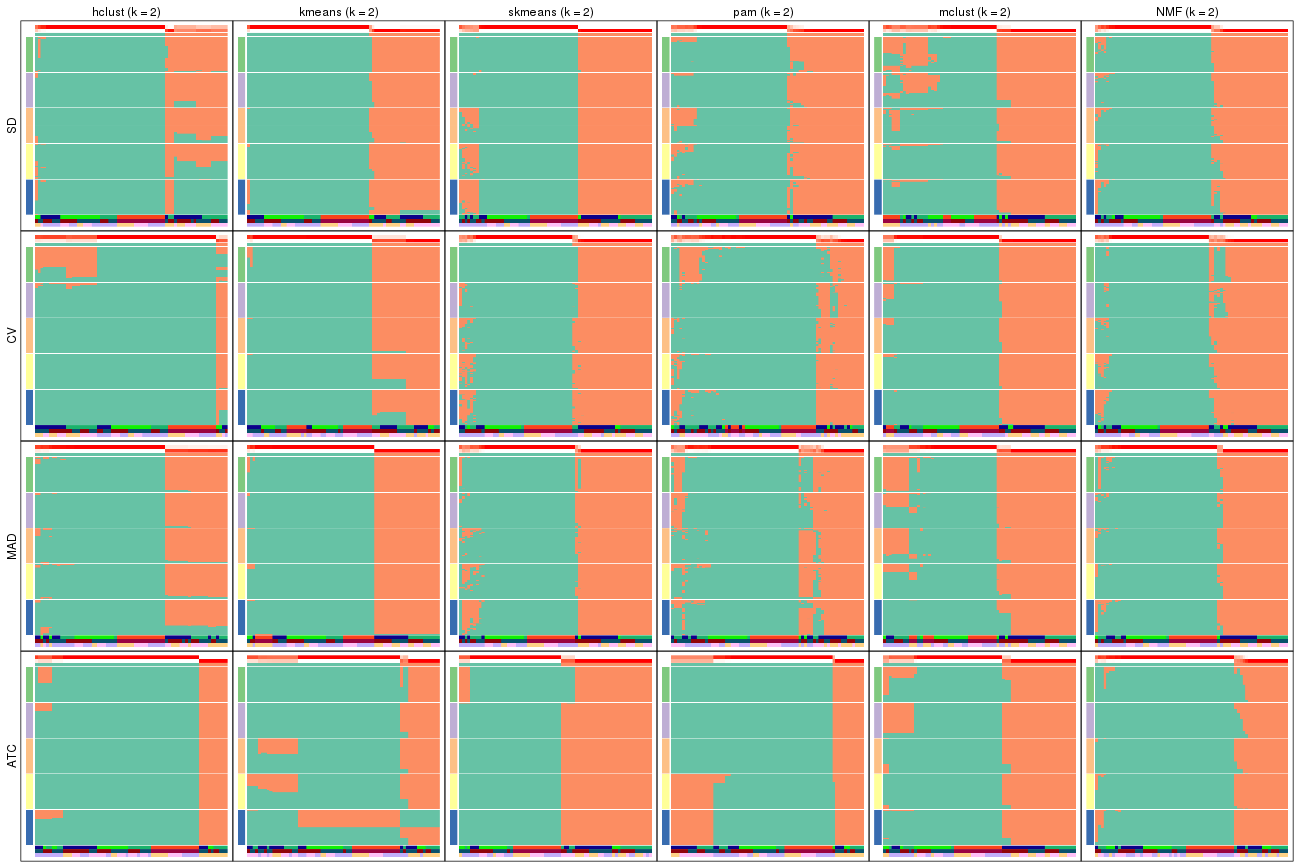 hclust (k = 2)
kmeans (k = 2)
skmeans (k = 2)
pam (k = 2)
mclust (k = 2)
NMF (k = 2)
SD
CV
MAD
ATC